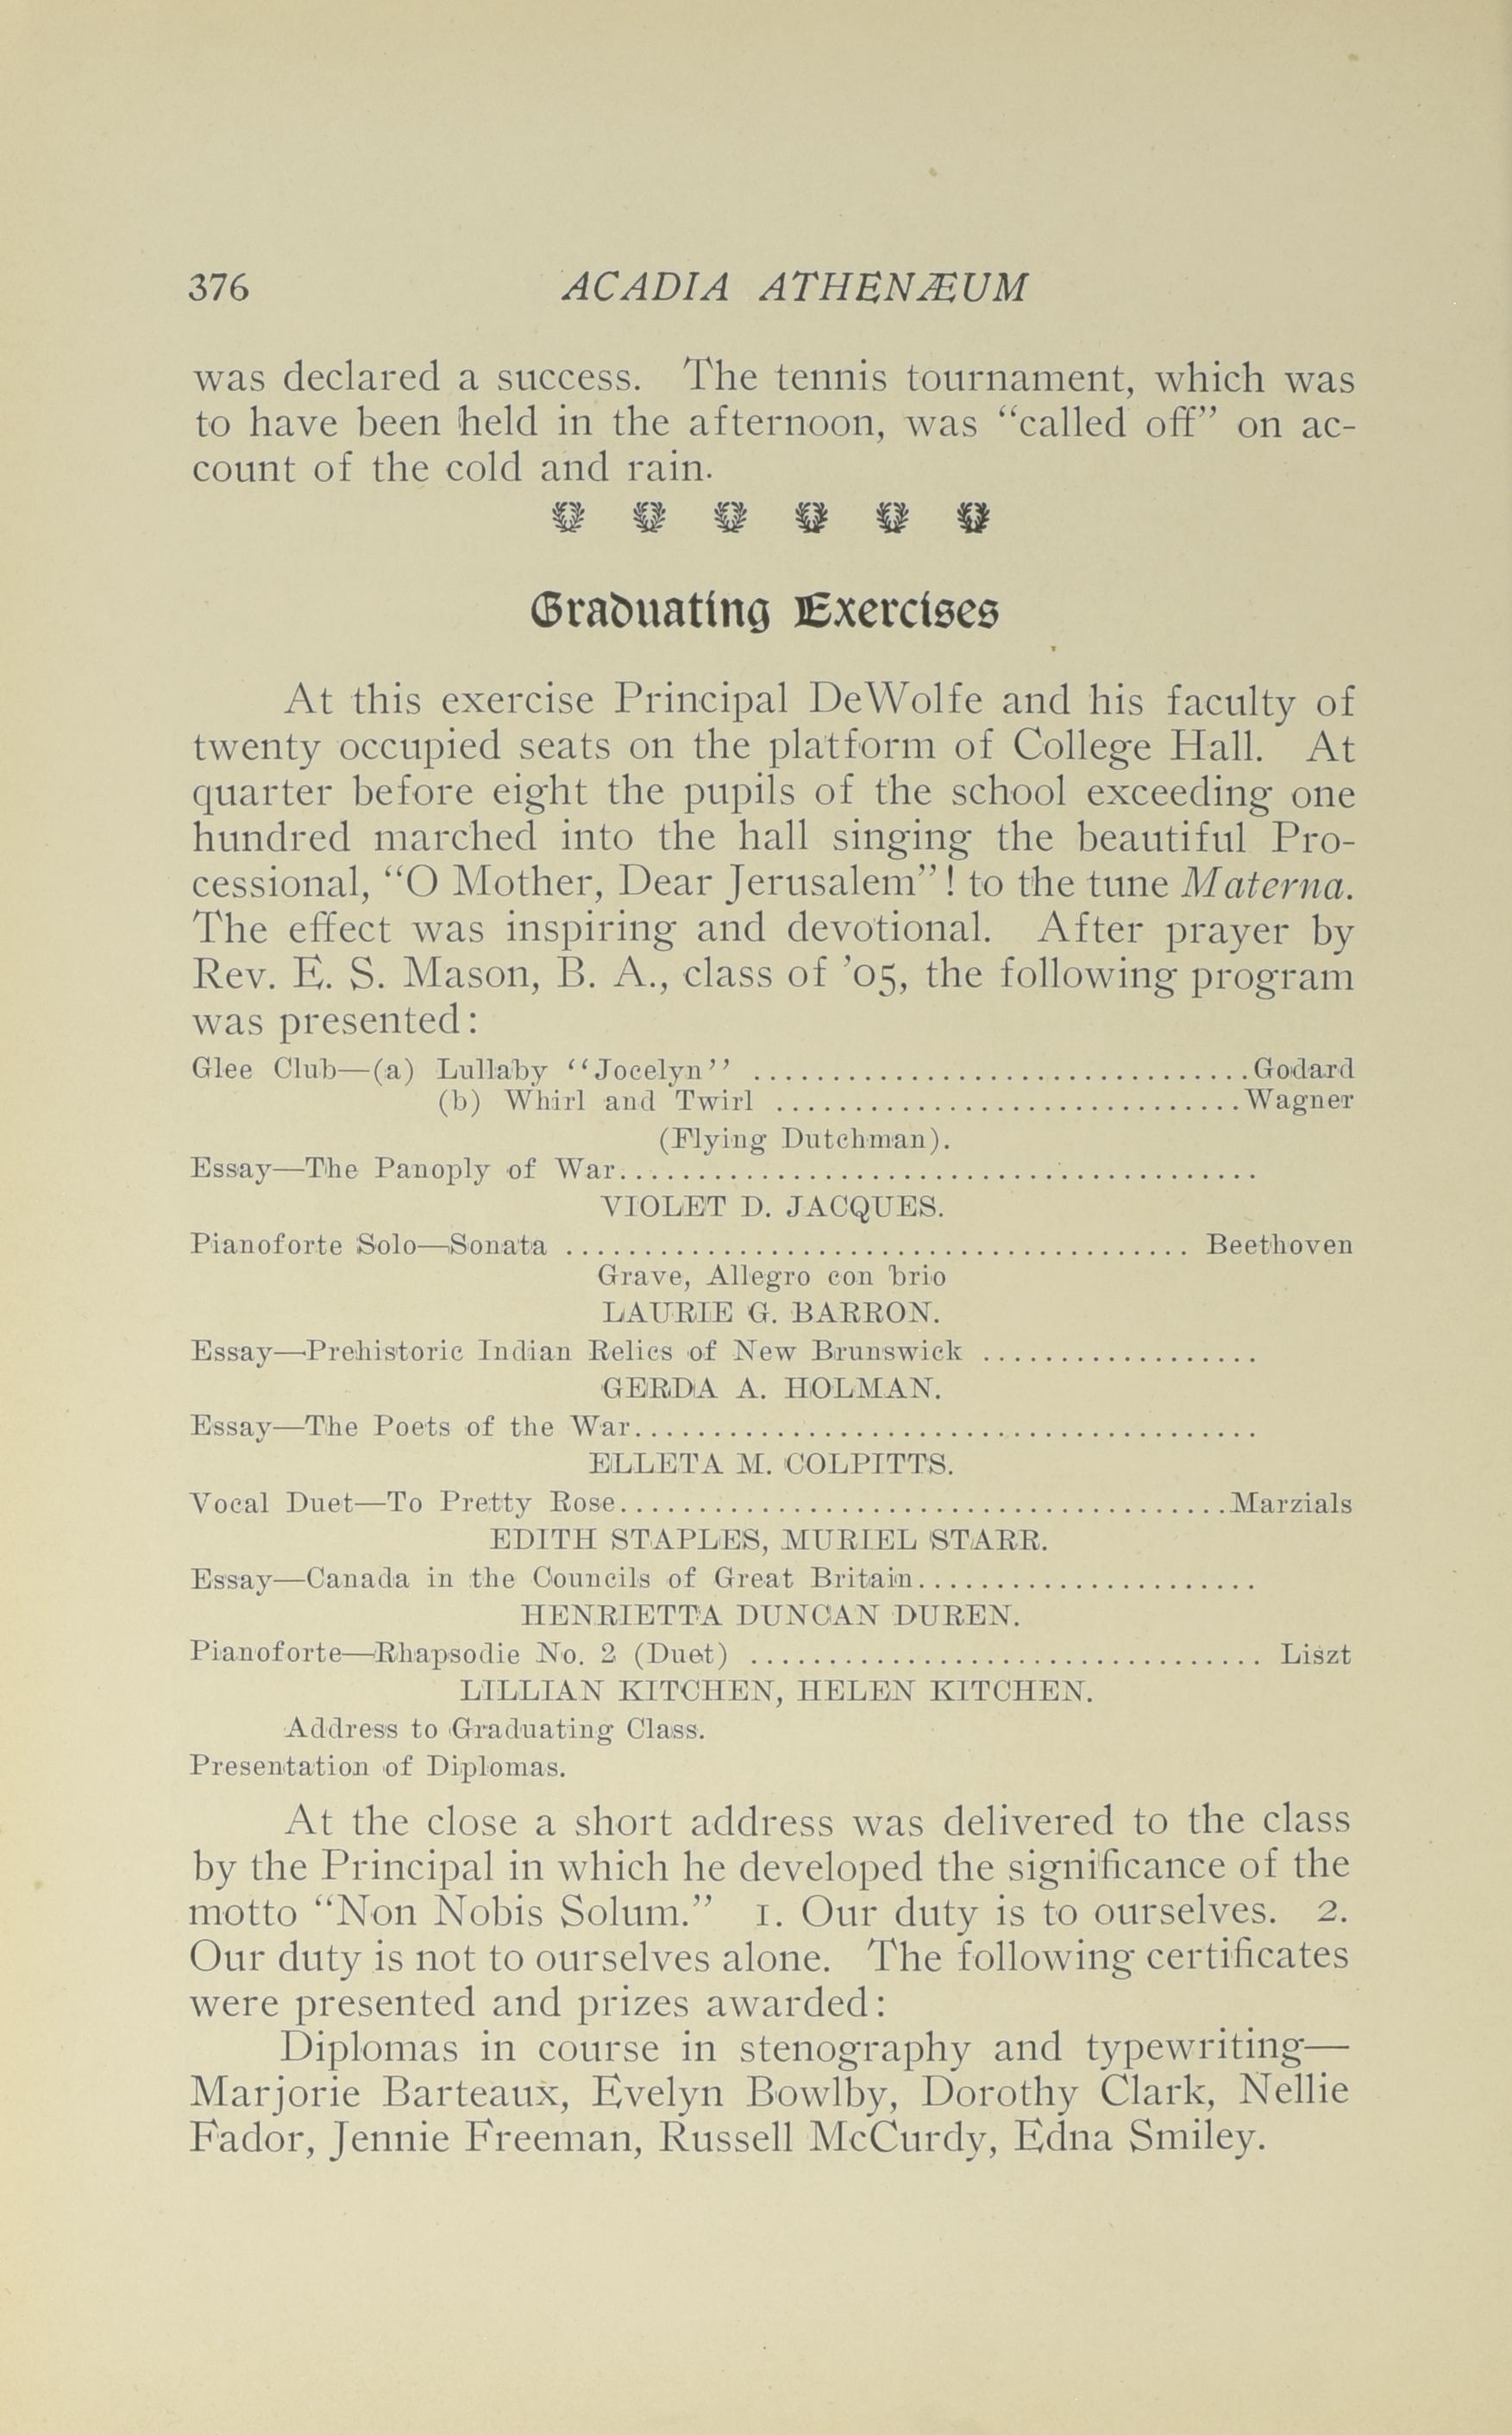 376 ACADIA ATHENÆUM
was declared a success. The tennis tournament, which was
to have been held in the afternoon, was “called off” on ac-
count of the cold and rain.
Graduating Exercises
At this exercise Principal DeWolfe and his faculty of
twenty occupied seats on the platform of College Hall. At
quarter before eight the pupils of the school exceeding one
hundred marched into the hall singing the beautiful Pro-
cessional, “O Mother, Dear Jerusalem”! to the tune Materna.
The effect was inspiring and devotional. After prayer by
Rev. E. S. Mason, B. A., class of ’05, the following program
was presented:
Glee Club—(a) Lullaby “Jocelyn” ................................Godard
(b) Whirl and Twirl ..............................Wagner
(Flying Dutchman).
Essay—The Panoply of War.........................................
VIOLET D. JACQUES.
Pianoforte Solo—Sonata ........................................ Beethoven
Grave, Allegro con brio
LAURIE G. BARRON.
Essay—Prehistoric Indian Relics of New Brunswick ..................
GERDA A. HOLMAN.
Essay—The Poets of the War........................................
ELLETA M. COLPITTS.
Vocal Duet—To Pretty Rose.......................................Marzials
EDITH STAPLES, MURIEL STARR.
Essay—Canada in the Councils of Great Britain......................
HENRIETTA DUNCAN DUREN.
Pianoforte—Rhapsodie No. 2 (Duet) ................................. Liszt
LILLIAN KITCHEN, HELEN KITCHEN.
Address to Graduating Class.
Presentation of Diplomas.
At the close a short address was delivered to the class
by the Principal in which he developed the significance of the
motto “Non Nobis Solum.” 1. Our duty is to ourselves. 2.
Our duty is not to ourselves alone. The following certificates
were presented and prizes awarded:
Diplomas in course in stenography and typewriting—
Marjorie Barteaux, Evelyn Bowlby, Dorothy Clark, Nellie
Fador, Jennie Freeman, Russell McCurdy, Edna Smiley.